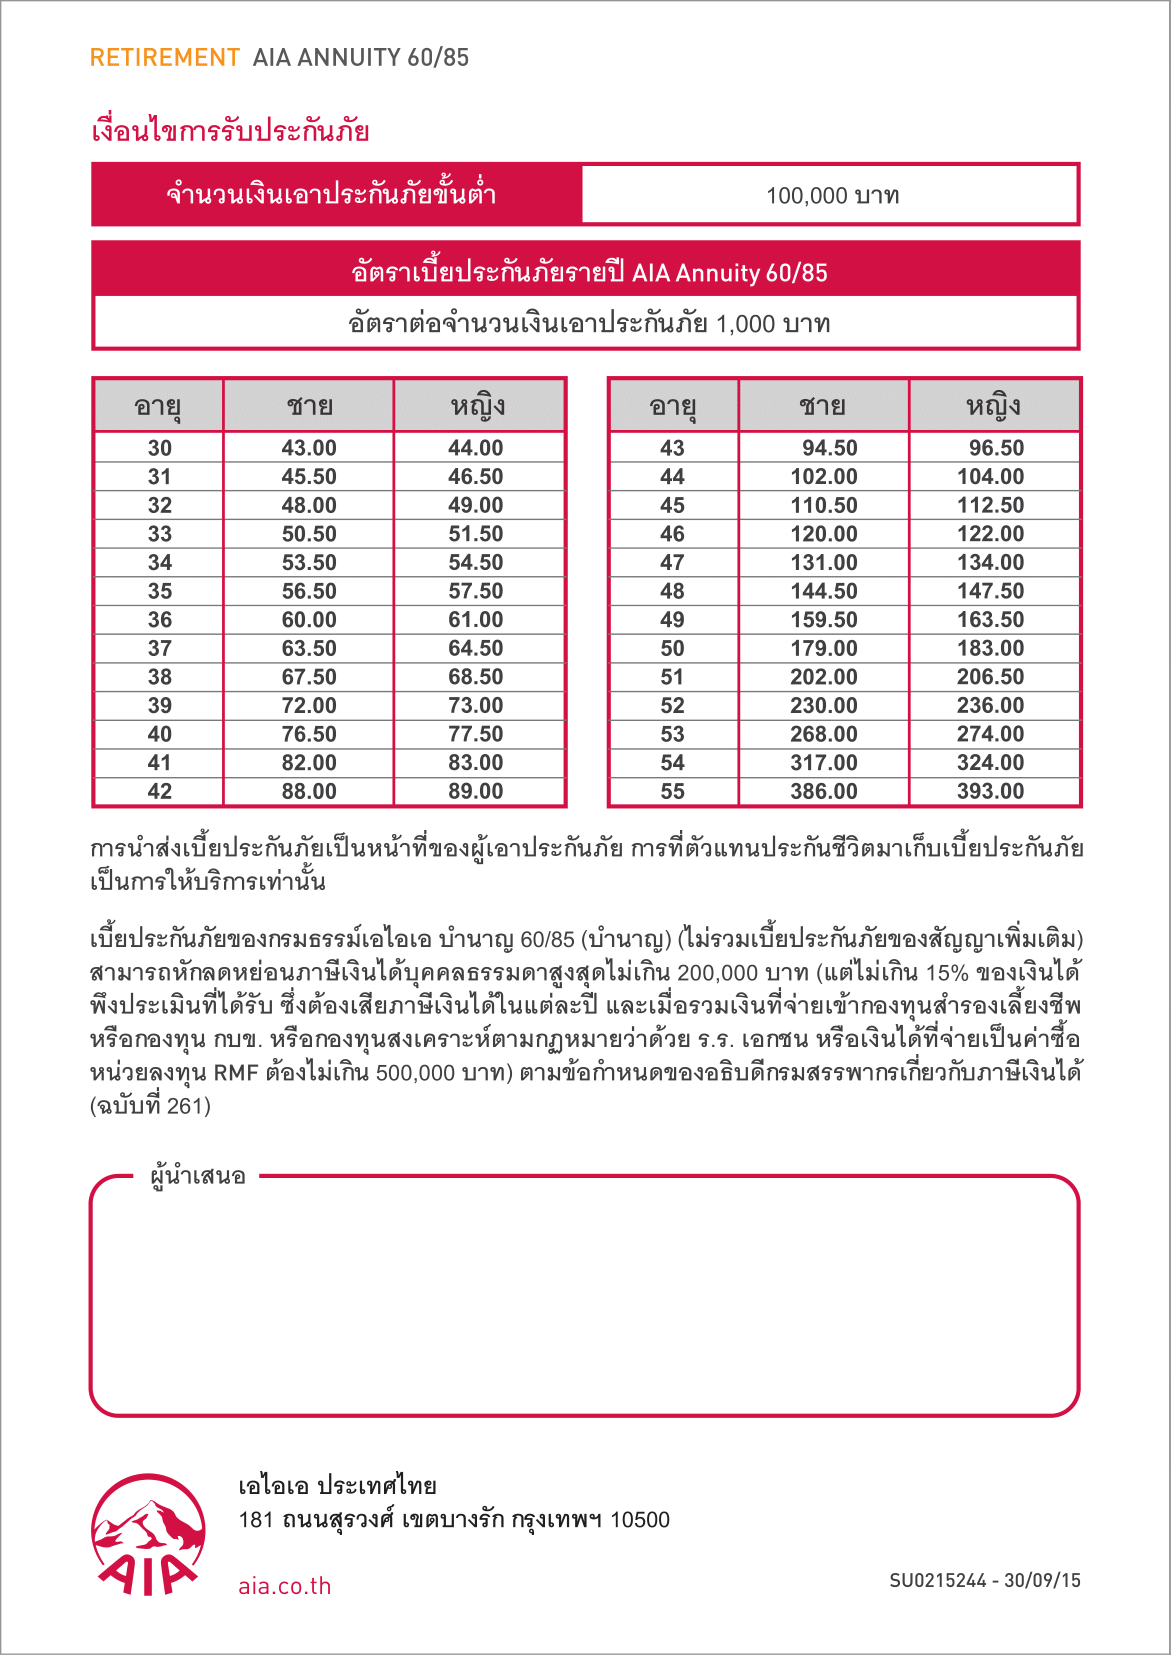 RETIREMENT AIA ANNUITY 60/85
เงื่อนไขการรับประกันภัย
จำนวนเงินเอาประกันภัยขั้นต่ำ 100,000 บาท
อัตราเบี้ยประกันภัยรายปี AIA Annuity 60/85
อัตราต่อจำนวนเงินเอาประกันภัย 1,000 บาท
อายุ ชาย หญิง
30 43.00 44.00
31 45.50 46.50
32 48.00 49.00
33 50.50 51.50
34 53.50 54.50
35 56.50 57.50
36 60.00 61.00
37 63.50 64.50
38 67.50 68.50
39 72.00 73.00
40 76.50 77.50
41 82.00 83.00
42 88.00 89.00
อายุ ชาย หญิง
43 94.50 96.50
44 102.00 104.00
45 110.50 112.50
46 120.00 122.00
47 131.00 134.00
48 144.50 147.50
49 159.50 163.50
50 179.00 183.00
51 202.00 206.50
52 230.00 236.00
53 268.00 274.00
54 317.00 324.00
55 386.00 393.00
การนำส่งเบี้ยประกันภัยเป็นหน้าที่ของผู้เอาประกันภัย การที่ตัวแทนประกันชีวิตมาเก็บเบี้ยประกันภัย
เป็นการให้บริการเท่านั้น
เบี้ยประกันภัยของกรมธรรม์เอไอเอ บำนาญ 60/85 (บำนาญ) (ไม่รวมเบี้ยประกันภัยของสัญญาเพิ่มเติม)
สามารถหักลดหย่อนภาษีเงินได้บุคคลธรรมดาสูงสุดไม่เกิน 200,000 บาท (แต่ไม่เกิน 15% ของเงินได้
พึงประเมินที่ได้รับ ซึ่งต้องเสียภาษีเงินได้ในแต่ละปี และเมื่อรวมเงินที่จ่ายเข้ากองทุนสำรองเลี้ยงชีพ
หรือกองทุน กบข. หรือกองทุนสงเคราะห์ตามกฏหมายว่าด้วย ร.ร. เอกชน หรือเงินได้ที่จ่ายเป็นค่าซื้อ
หน่วยลงทุน RMF ต้องไม่เกิน 500,000 บาท) ตามข้อกำหนดของอธิบดีกรมสรรพากรเกี่ยวกับภาษีเงินได้
(ฉบับที่ 261)
ผู้นำเสนอ
เอไอเอ ประเทศไทย
181 ถนนสุรวงศ์ เขตบางรัก กรุงเทพฯ 10500
AIA
aia.co.th
SU0215244 - 30/09/15